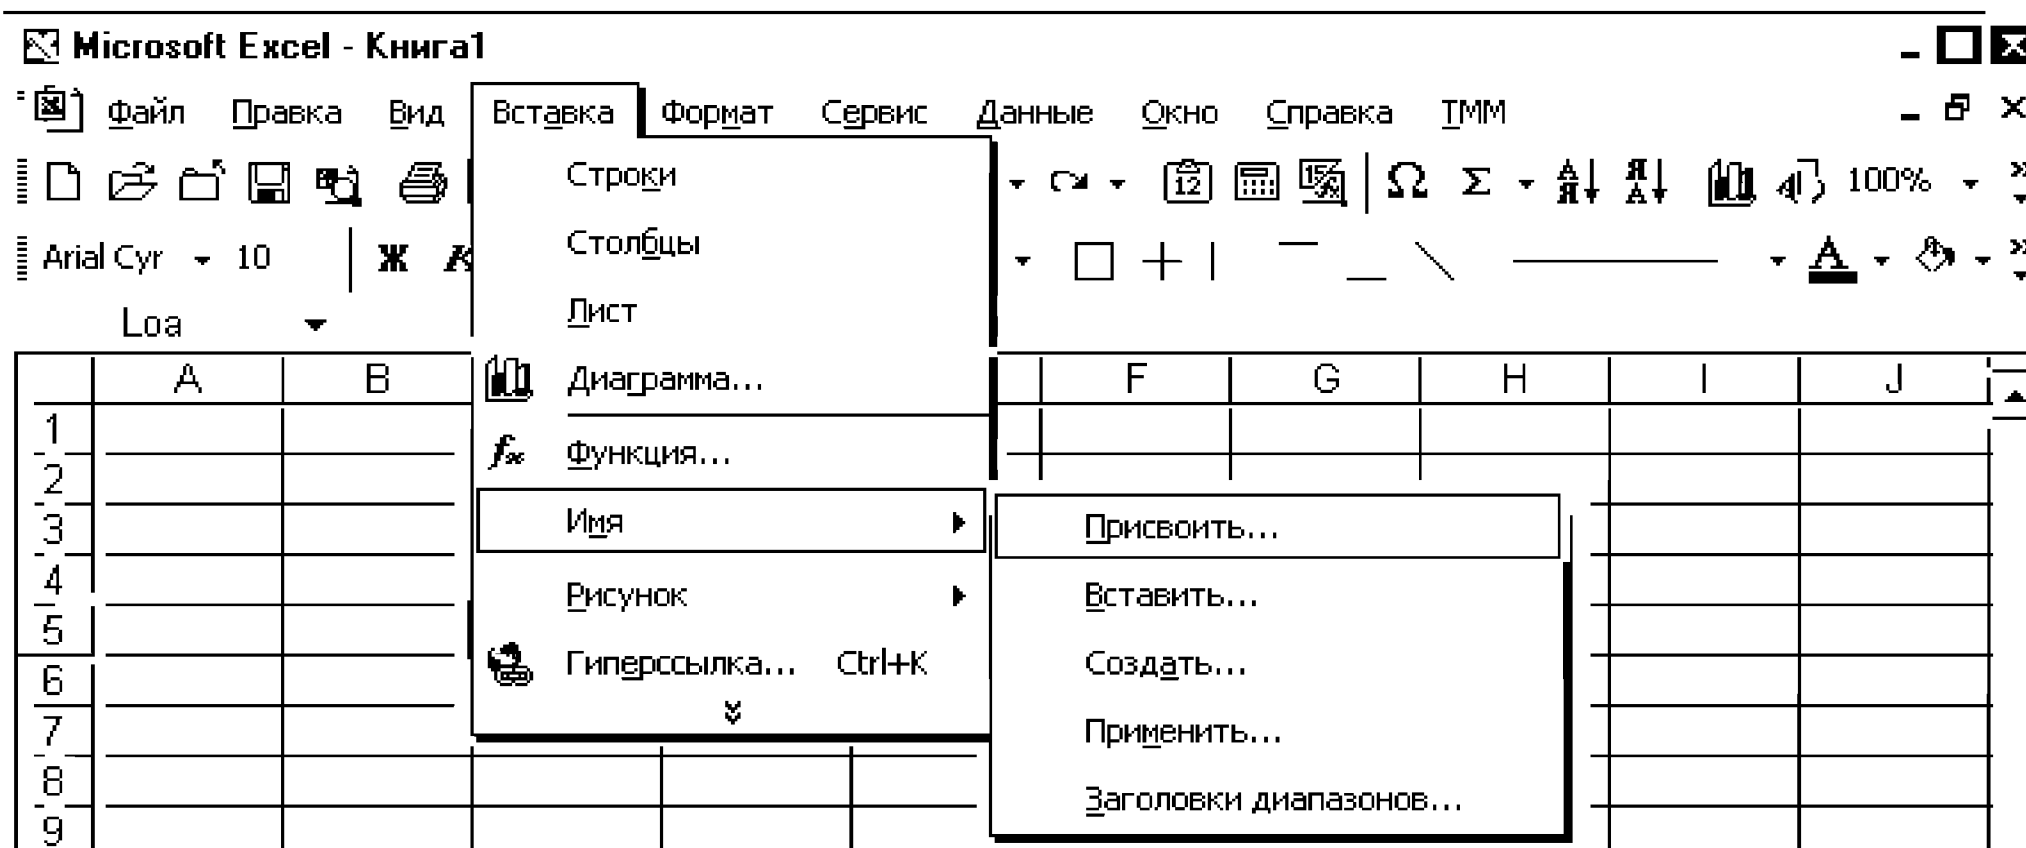 Microsoft Excel - Книга1
Файл Правка Вид Вставка Формат Сервис Данные Окно Справка ТММ
12 Ω Σ А Я Я А 100%
Arial Cyr 10 Ж К A
Loa
Строки
Столбцы
Лист
Диаграмма...
Функция...
Имя
Рисунок
Гиперссылка... Ctrl+K
Присвоить...
Вставить...
Создать...
Применить...
Заголовки диапазонов...
A B F G H I J
1
2
3
4
5
6
7
8
9